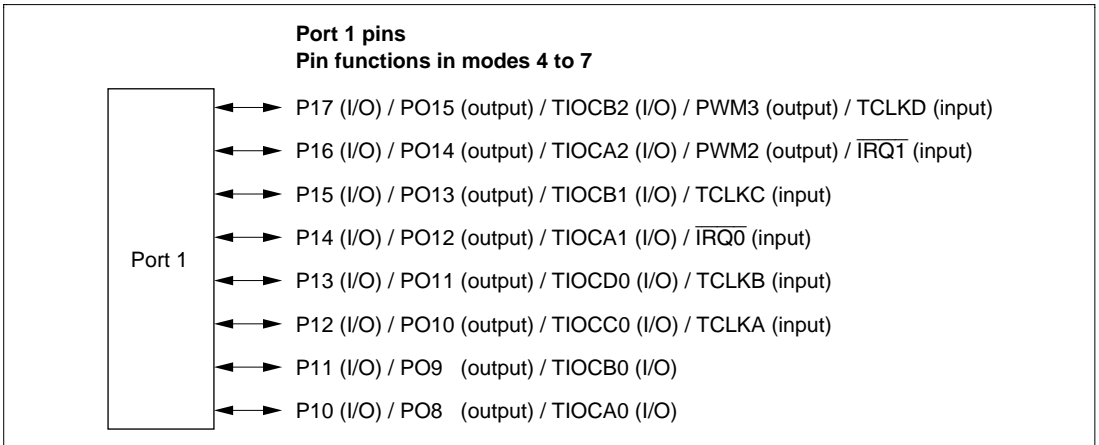 Port 1 pins
Pin functions in modes 4 to 7
Port 1
P17 (I/O) / PO15 (output) / TIOCB2 (I/O) / PWM3 (output) / TCLKD (input)
P16 (I/O) / PO14 (output) / TIOCA2 (I/O) / PWM2 (output) / I̅R̅Q̅1̅ (input)
P15 (I/O) / PO13 (output) / TIOCB1 (I/O) / TCLKC (input)
P14 (I/O) / PO12 (output) / TIOCA1 (I/O) / I̅R̅Q̅0̅ (input)
P13 (I/O) / PO11 (output) / TIOCD0 (I/O) / TCLKB (input)
P12 (I/O) / PO10 (output) / TIOCC0 (I/O) / TCLKA (input)
P11 (I/O) / PO9 (output) / TIOCB0 (I/O)
P10 (I/O) / PO8 (output) / TIOCA0 (I/O)